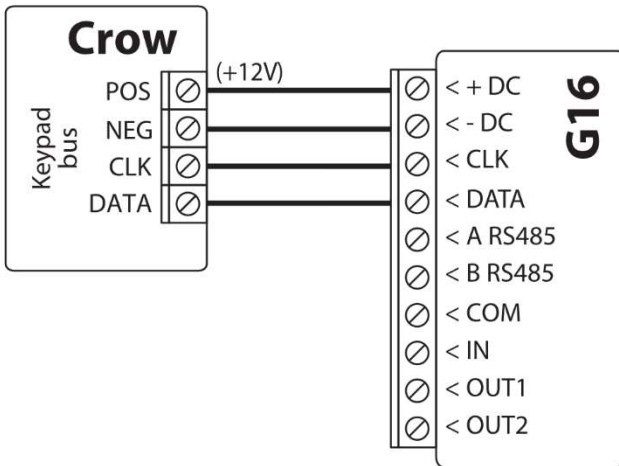 Crow
Keypad
bus
POS
NEG
CLK
DATA
(+12V)
< + DC
< - DC
< CLK
< DATA
< A RS485
< B RS485
< COM
< IN
< OUT1
< OUT2
G16